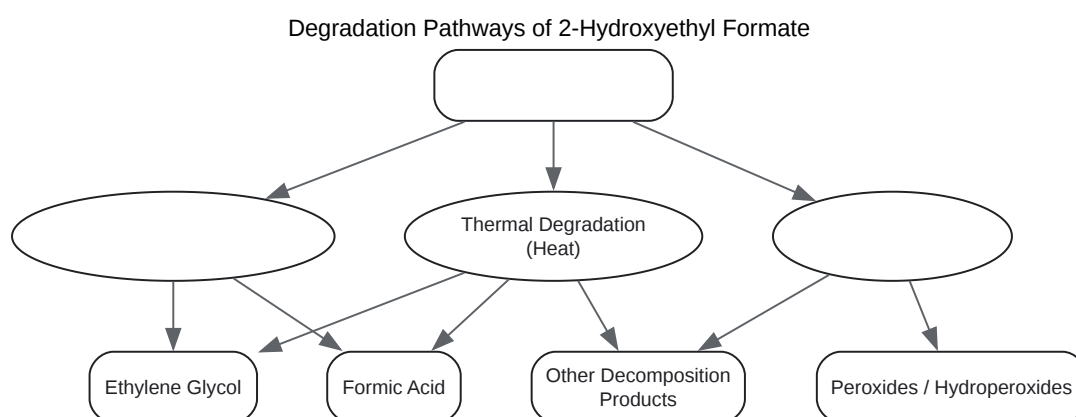 Degradation Pathways of 2-Hydroxyethyl Formate
Thermal Degradation
(Heat)
Ethylene Glycol
Formic Acid
Other Decomposition
Products
Peroxides / Hydroperoxides